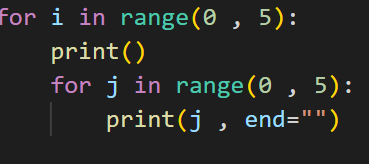 for i in range(0 , 5):
    print()
    for j in range(0 , 5):
        print(j , end="")